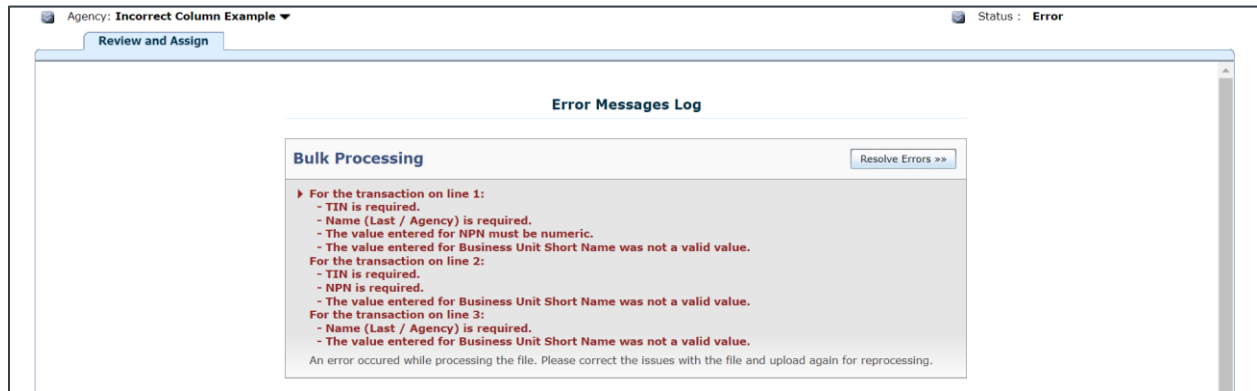 Agency: Incorrect Column Example
Status : Error
Review and Assign
Error Messages Log
Bulk Processing
Resolve Errors »»
For the transaction on line 1:
- TIN is required.
- Name (Last / Agency) is required.
- The value entered for NPN must be numeric.
- The value entered for Business Unit Short Name was not a valid value.
For the transaction on line 2:
- TIN is required.
- NPN is required.
- The value entered for Business Unit Short Name was not a valid value.
For the transaction on line 3:
- Name (Last / Agency) is required.
- The value entered for Business Unit Short Name was not a valid value.
An error occured while processing the file. Please correct the issues with the file and upload again for reprocessing.